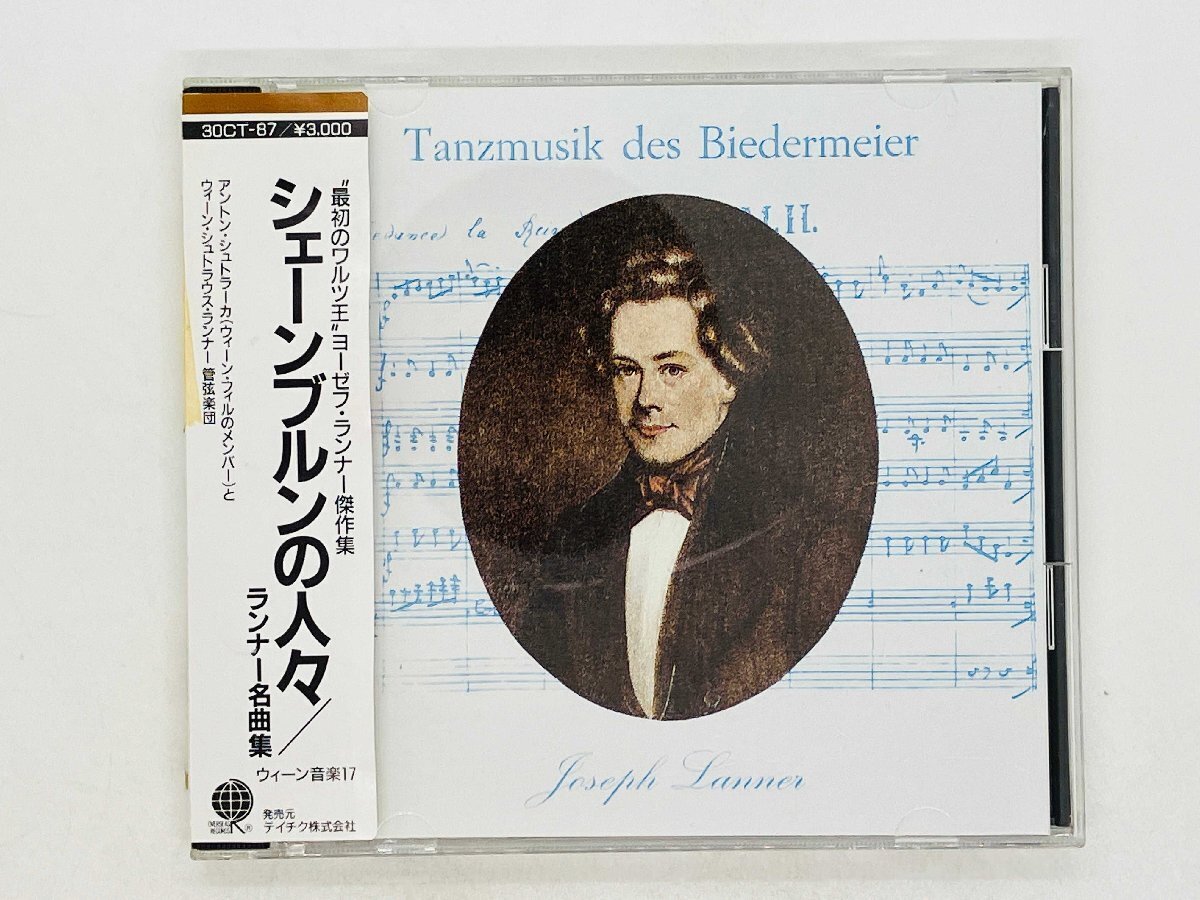 30CT-87/¥3,000
"最初のワルツ王"ヨーゼフ・ランナー傑作集
シェーンブルンの人々/
ランナー名曲集
アントン・シュトラーカ(ウィーン・フィルのメンバー)と
ウィーン・シュトラウス・ランナー管弦楽団
ウィーン音楽17
OVERSEAS
RECORDS
R
®
発売元
テイチク株式会社
Tanzmusik des Biedermeier
la
Joseph Lanner